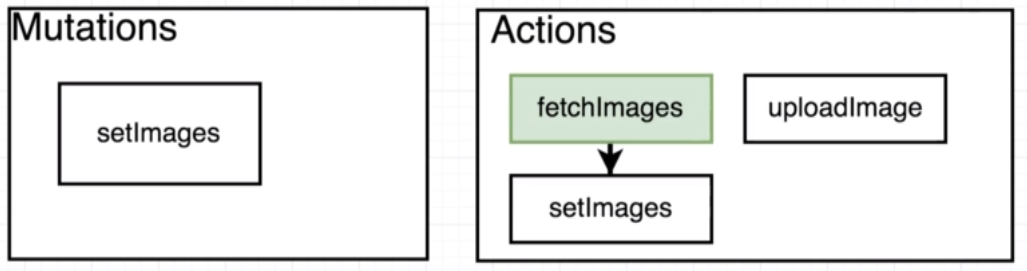 Mutations
setImages
Actions
fetchImages
uploadImage
setImages